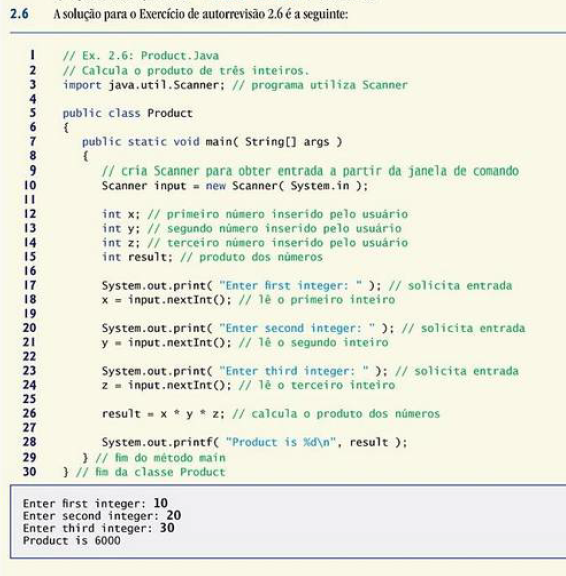 2.6 A solução para o Exercício de autorrevisão 2.6 é a seguinte:
1 // Ex. 2.6: Product.Java
2 // Calcula o produto de três inteiros.
3 import java.util.Scanner; // programa utiliza Scanner
4
5 public class Product
6 {
7 public static void main( String[] args )
8 {
9 // cria Scanner para obter entrada a partir da janela de comando
10 Scanner input = new Scanner( System.in );
11
12 int x; // primeiro número inserido pelo usuário
13 int y; // segundo número inserido pelo usuário
14 int z; // terceiro número inserido pelo usuário
15 int result; // produto dos números
16
17 System.out.print( "Enter first integer: " ); // solicita entrada
18 x = input.nextInt(); // lê o primeiro inteiro
19
20 System.out.print( "Enter second integer: " ); // solicita entrada
21 y = input.nextInt(); // lê o segundo inteiro
22
23 System.out.print( "Enter third integer: " ); // solicita entrada
24 z = input.nextInt(); // lê o terceiro inteiro
25
26 result = x * y * z; // calcula o produto dos números
27
28 System.out.printf( "Product is %d\n", result );
29 } // fim do método main
30 } // fim da classe Product
Enter first integer: 10
Enter second integer: 20
Enter third integer: 30
Product is 6000